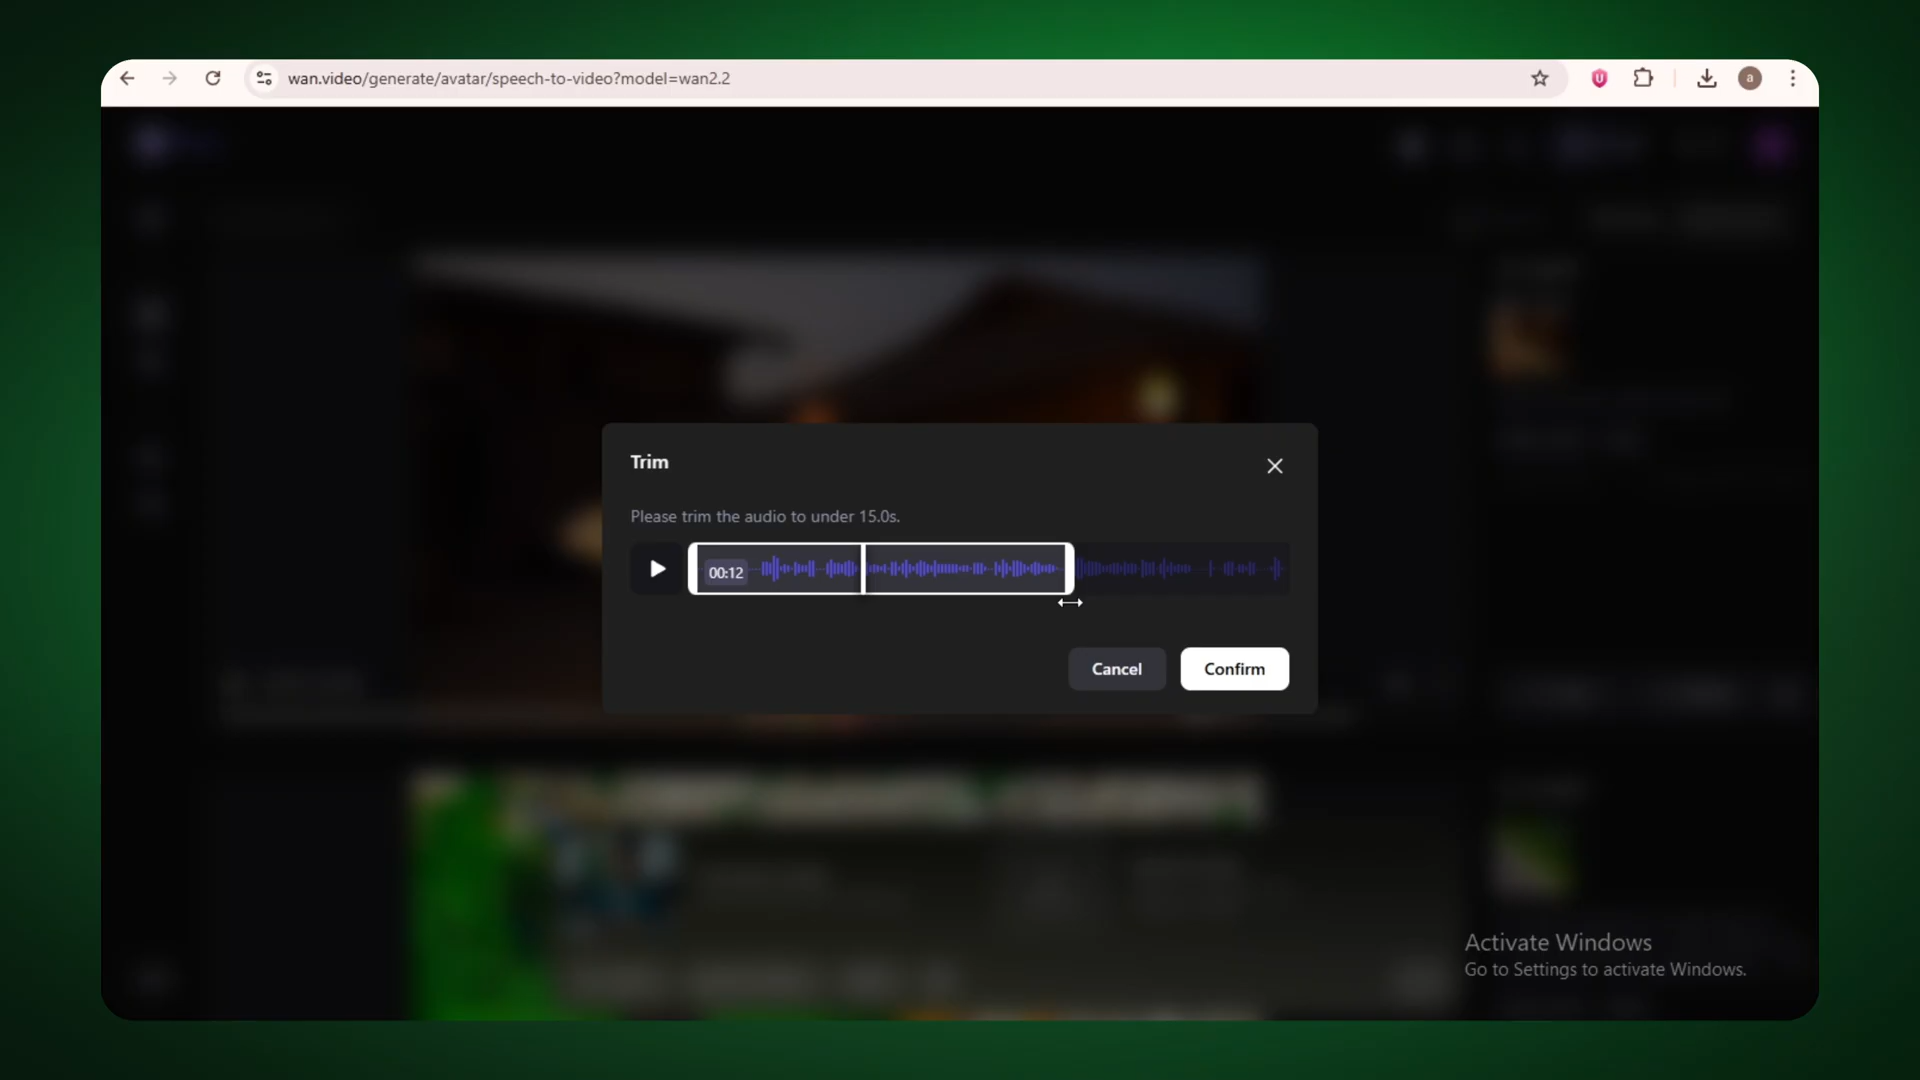 wan.video/generate/avatar/speech-to-video?model=wan2.2
a
Trim
Please trim the audio to under 15.0s.
00:12
Cancel
Confirm
Activate Windows
Go to Settings to activate Windows.